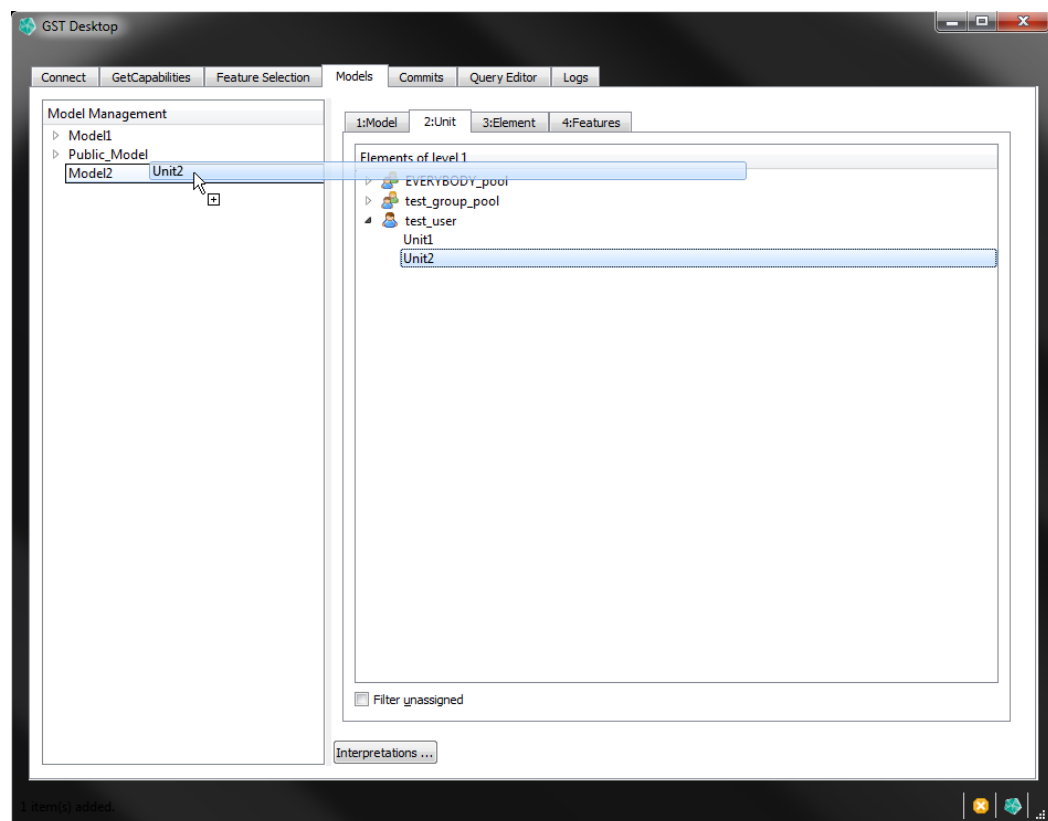 GST Desktop
Connect GetCapabilities Feature Selection Models Commits Query Editor Logs
Model Management
Model1
Public_Model
Model2 Unit2
1:Model 2:Unit 3:Element 4:Features
Elements of level 1
EVERYBODY_pool
test_group_pool
test_user
Unit1
Unit2
Filter unassigned
Interpretations ...
1 item(s) added.